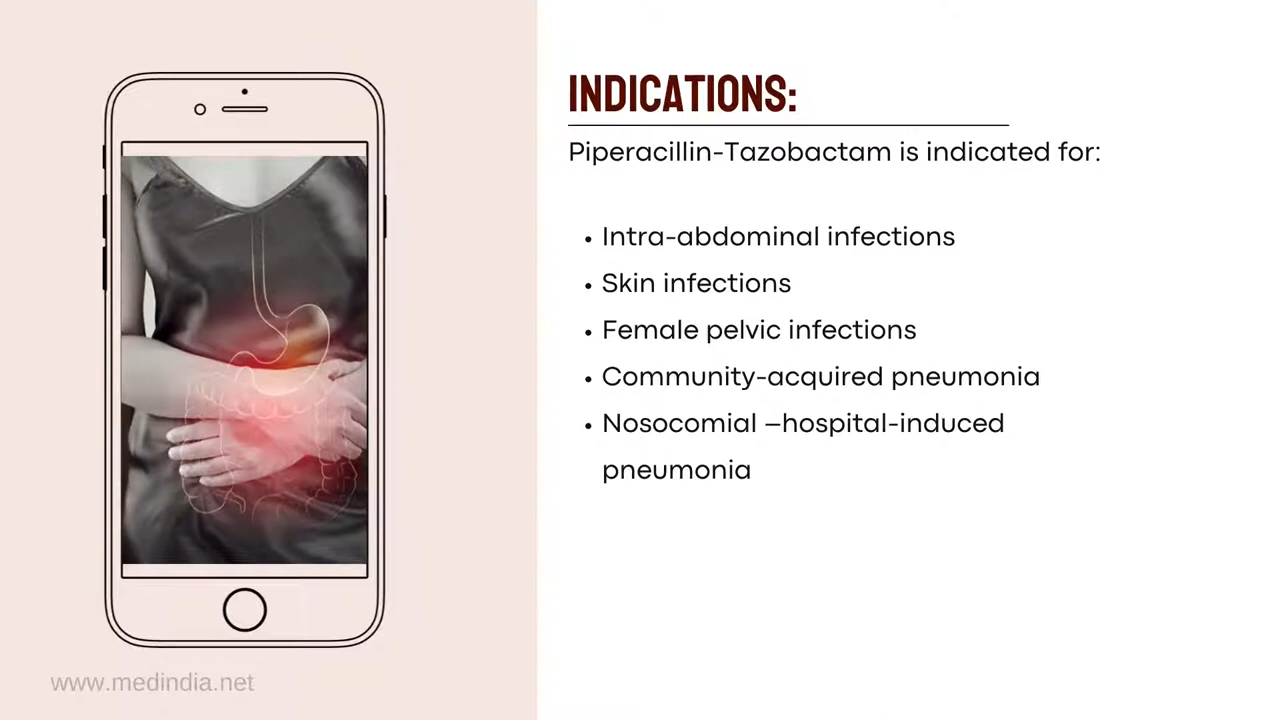 INDICATIONS:
Piperacillin-Tazobactam is indicated for:
• Intra-abdominal infections
• Skin infections
• Female pelvic infections
• Community-acquired pneumonia
• Nosocomial –hospital-induced
pneumonia
www.medindia.net